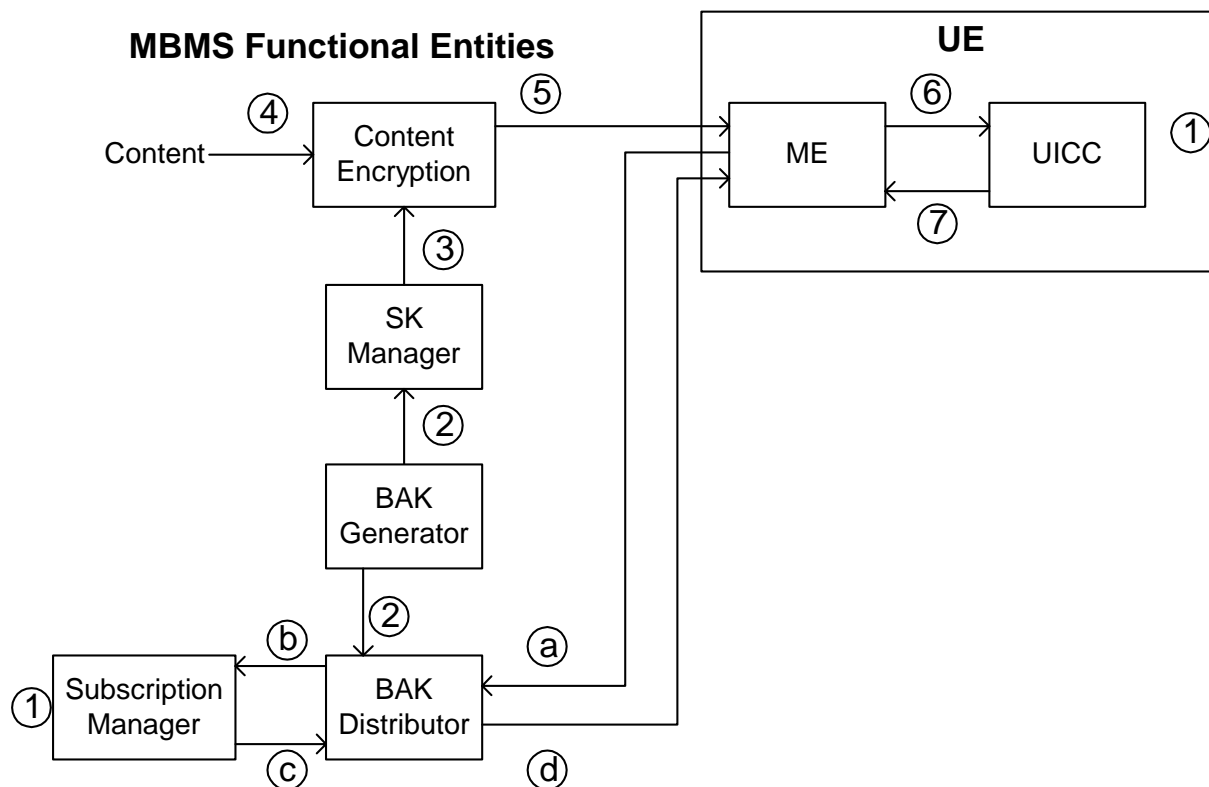 MBMS Functional Entities
UE
4
5
6
1
Content
Content
Encryption
ME
UICC
7
3
SK
Manager
2
BAK
Generator
2
b
a
1
Subscription
Manager
BAK
Distributor
c
d